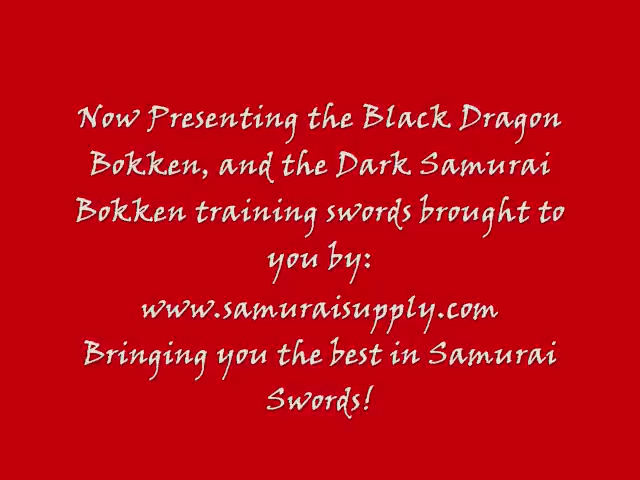 Now Presenting the Black Dragon
Bokken, and the Dark Samurai
Bokken training swords brought to
you by:
www.samuraisupply.com
Bringing you the best in Samurai
Swords!